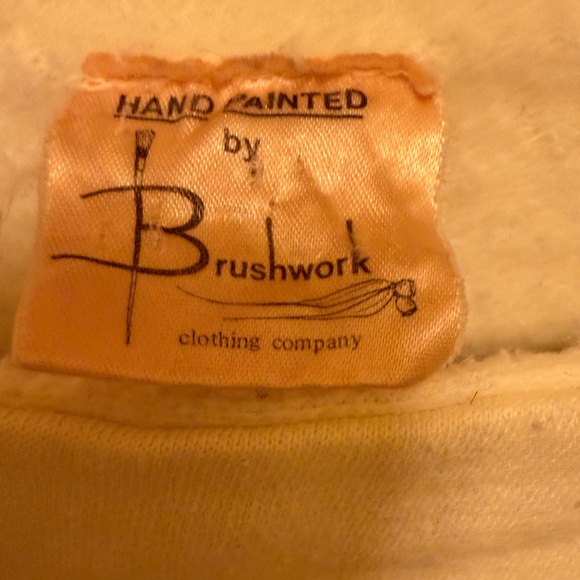 HAND PAINTED
by
Brushwork
clothing company